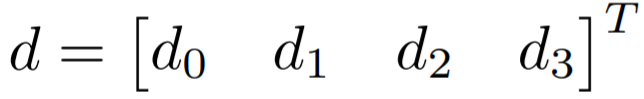 d = [d₀ d₁ d₂ d₃]ᵀ